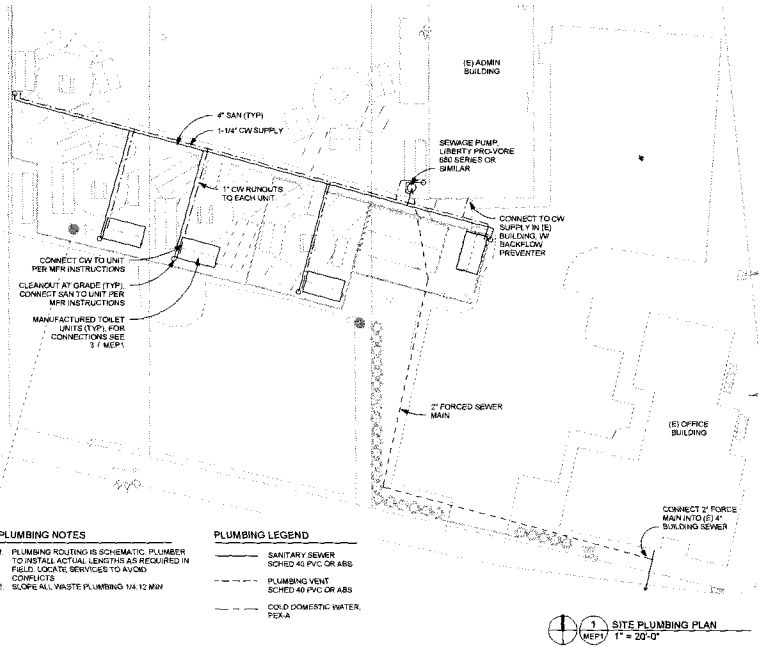 (E) ADMIN
BUILDING
4" SAN (TYP)
1-1/4" CW SUPPLY
SEWAGE PUMP,
LIBERTY PROVORE
680 SERIES OR
SIMILAR
1" CW RUNOUTS
TO EACH UNIT
CONNECT TO CW
SUPPLY IN (E)
BUILDING, W/
BACKFLOW
PREVENTER
CONNECT CW TO UNIT
PER MFR INSTRUCTIONS
CLEANOUT AT GRADE (TYP),
CONNECT SAN TO UNIT PER
MFR INSTRUCTIONS
MANUFACTURED TOILET
UNITS (TYP), FOR
CONNECTIONS SEE
3 / MEP1
2" FORCED SEWER
MAIN
(E) OFFICE
BUILDING
CONNECT 2" FORCE
MAIN INTO (E) 4"
BUILDING SEWER
PLUMBING NOTES
1. PLUMBING ROUTING IS SCHEMATIC. PLUMBER
TO INSTALL ACTUAL LENGTHS AS REQUIRED IN
FIELD. LOCATE SERVICES TO AVOID
CONFLICTS
2. SLOPE ALL WASTE PLUMBING 1/4:12 MIN
PLUMBING LEGEND
SANITARY SEWER
SCHED 40 PVC OR ABS
PLUMBING VENT
SCHED 40 PVC OR ABS
COLD DOMESTIC WATER,
PEX-A
1
MEP1
SITE PLUMBING PLAN
1" = 20'-0"